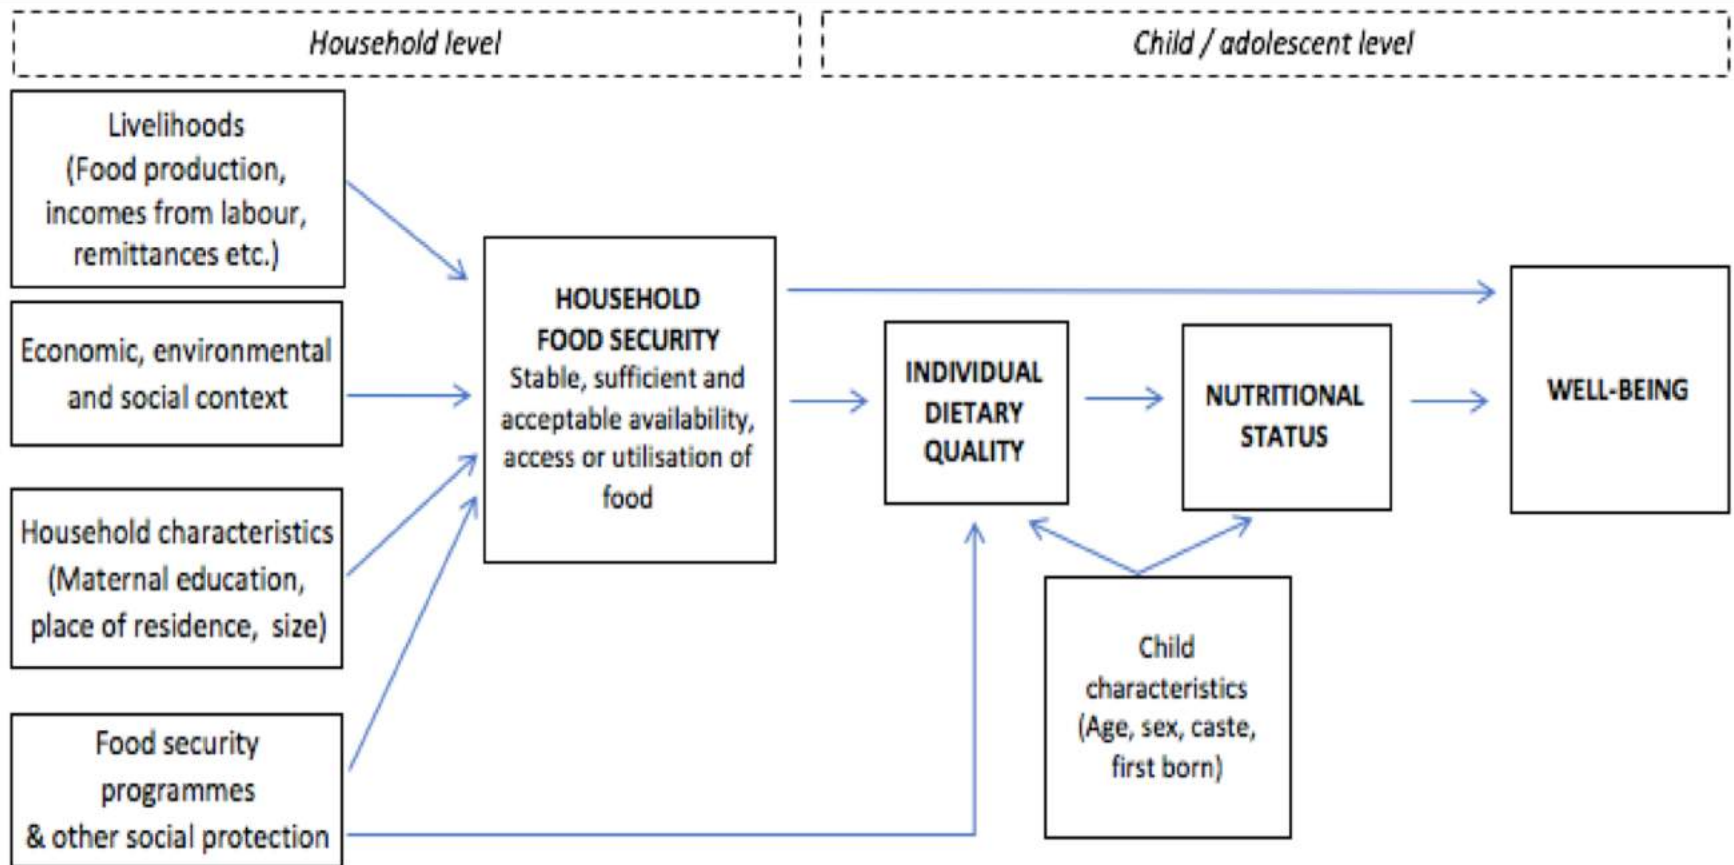 Household level
Child / adolescent level
Livelihoods
(Food production,
incomes from labour,
remittances etc.)
Economic, environmental
and social context
Household characteristics
(Maternal education,
place of residence, size)
Food security
programmes
& other social protection
HOUSEHOLD
FOOD SECURITY
Stable, sufficient and
acceptable availability,
access or utilisation of
food
INDIVIDUAL
DIETARY
QUALITY
NUTRITIONAL
STATUS
WELL-BEING
Child
characteristics
(Age, sex, caste,
first born)